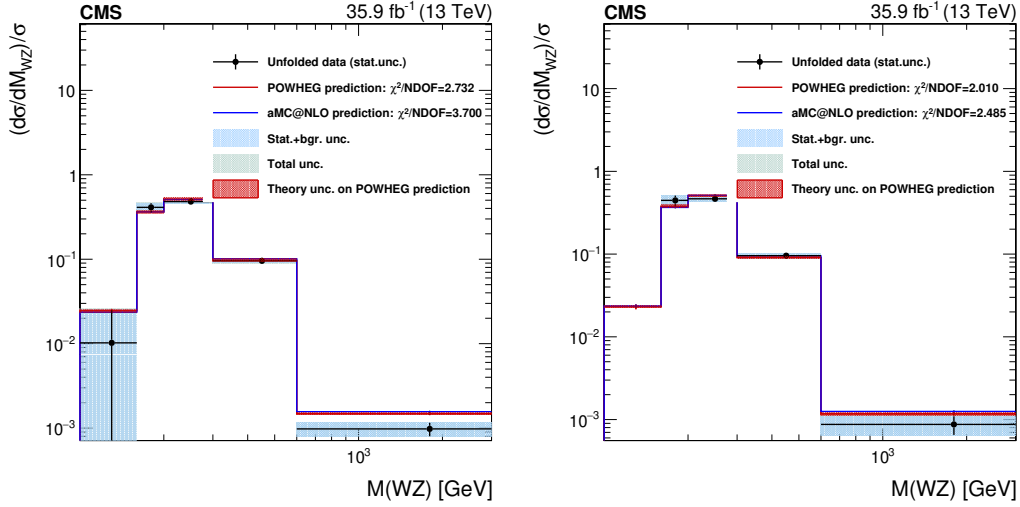 CMS 35.9 fb⁻¹ (13 TeV)
(dσ/dM_WZ)/σ
Unfolded data (stat.unc.)
POWHEG prediction: χ²/NDOF=2.732
aMC@NLO prediction: χ²/NDOF=3.700
Stat.+bgr. unc.
Total unc.
Theory unc. on POWHEG prediction
10
1
10⁻¹
10⁻²
10⁻³
10³
M(WZ) [GeV]
CMS 35.9 fb⁻¹ (13 TeV)
(dσ/dM_WZ)/σ
Unfolded data (stat.unc.)
POWHEG prediction: χ²/NDOF=2.010
aMC@NLO prediction: χ²/NDOF=2.485
Stat.+bgr. unc.
Total unc.
Theory unc. on POWHEG prediction
10
1
10⁻¹
10⁻²
10⁻³
10³
M(WZ) [GeV]